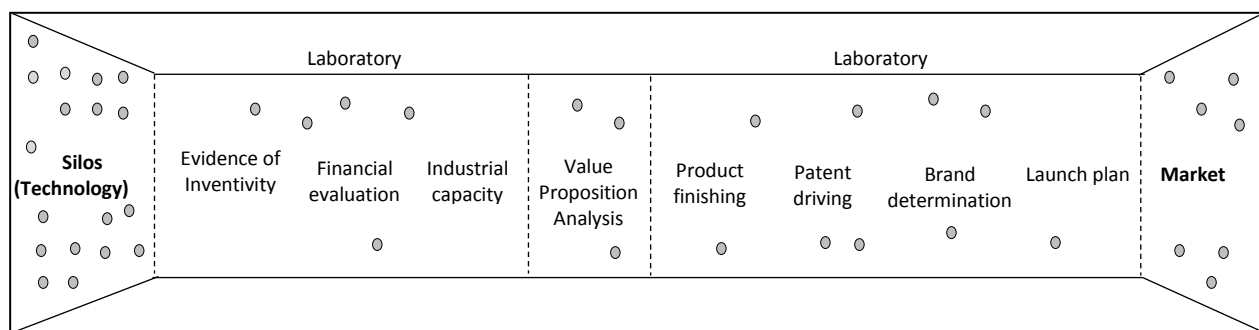 Laboratory
Laboratory
Silos
(Technology)
Evidence of
Inventivity
Financial
evaluation
Industrial
capacity
Value
Proposition
Analysis
Product
finishing
Patent
driving
Brand
determination
Launch plan
Market